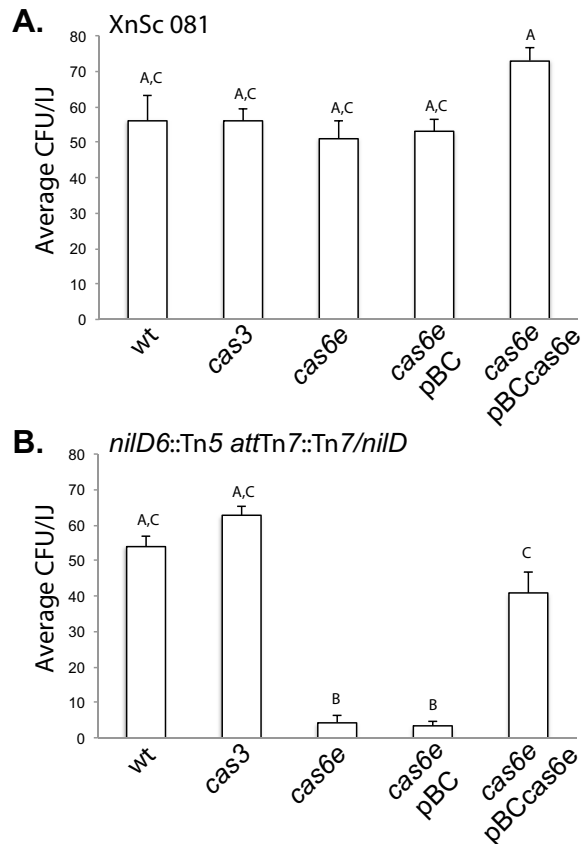 A. XnSc 081
Average CFU/IJ
80
70
60
50
40
30
20
10
0
A,C
A,C
A,C
A,C
A
wt
cas3
cas6e
cas6e pBC
cas6e pBCcas6e
B. nilD6::Tn5 attTn7::Tn7/nilD
Average CFU/IJ
80
70
60
50
40
30
20
10
0
A,C
A,C
B
B
C
wt
cas3
cas6e
cas6e pBC
cas6e pBCcas6e